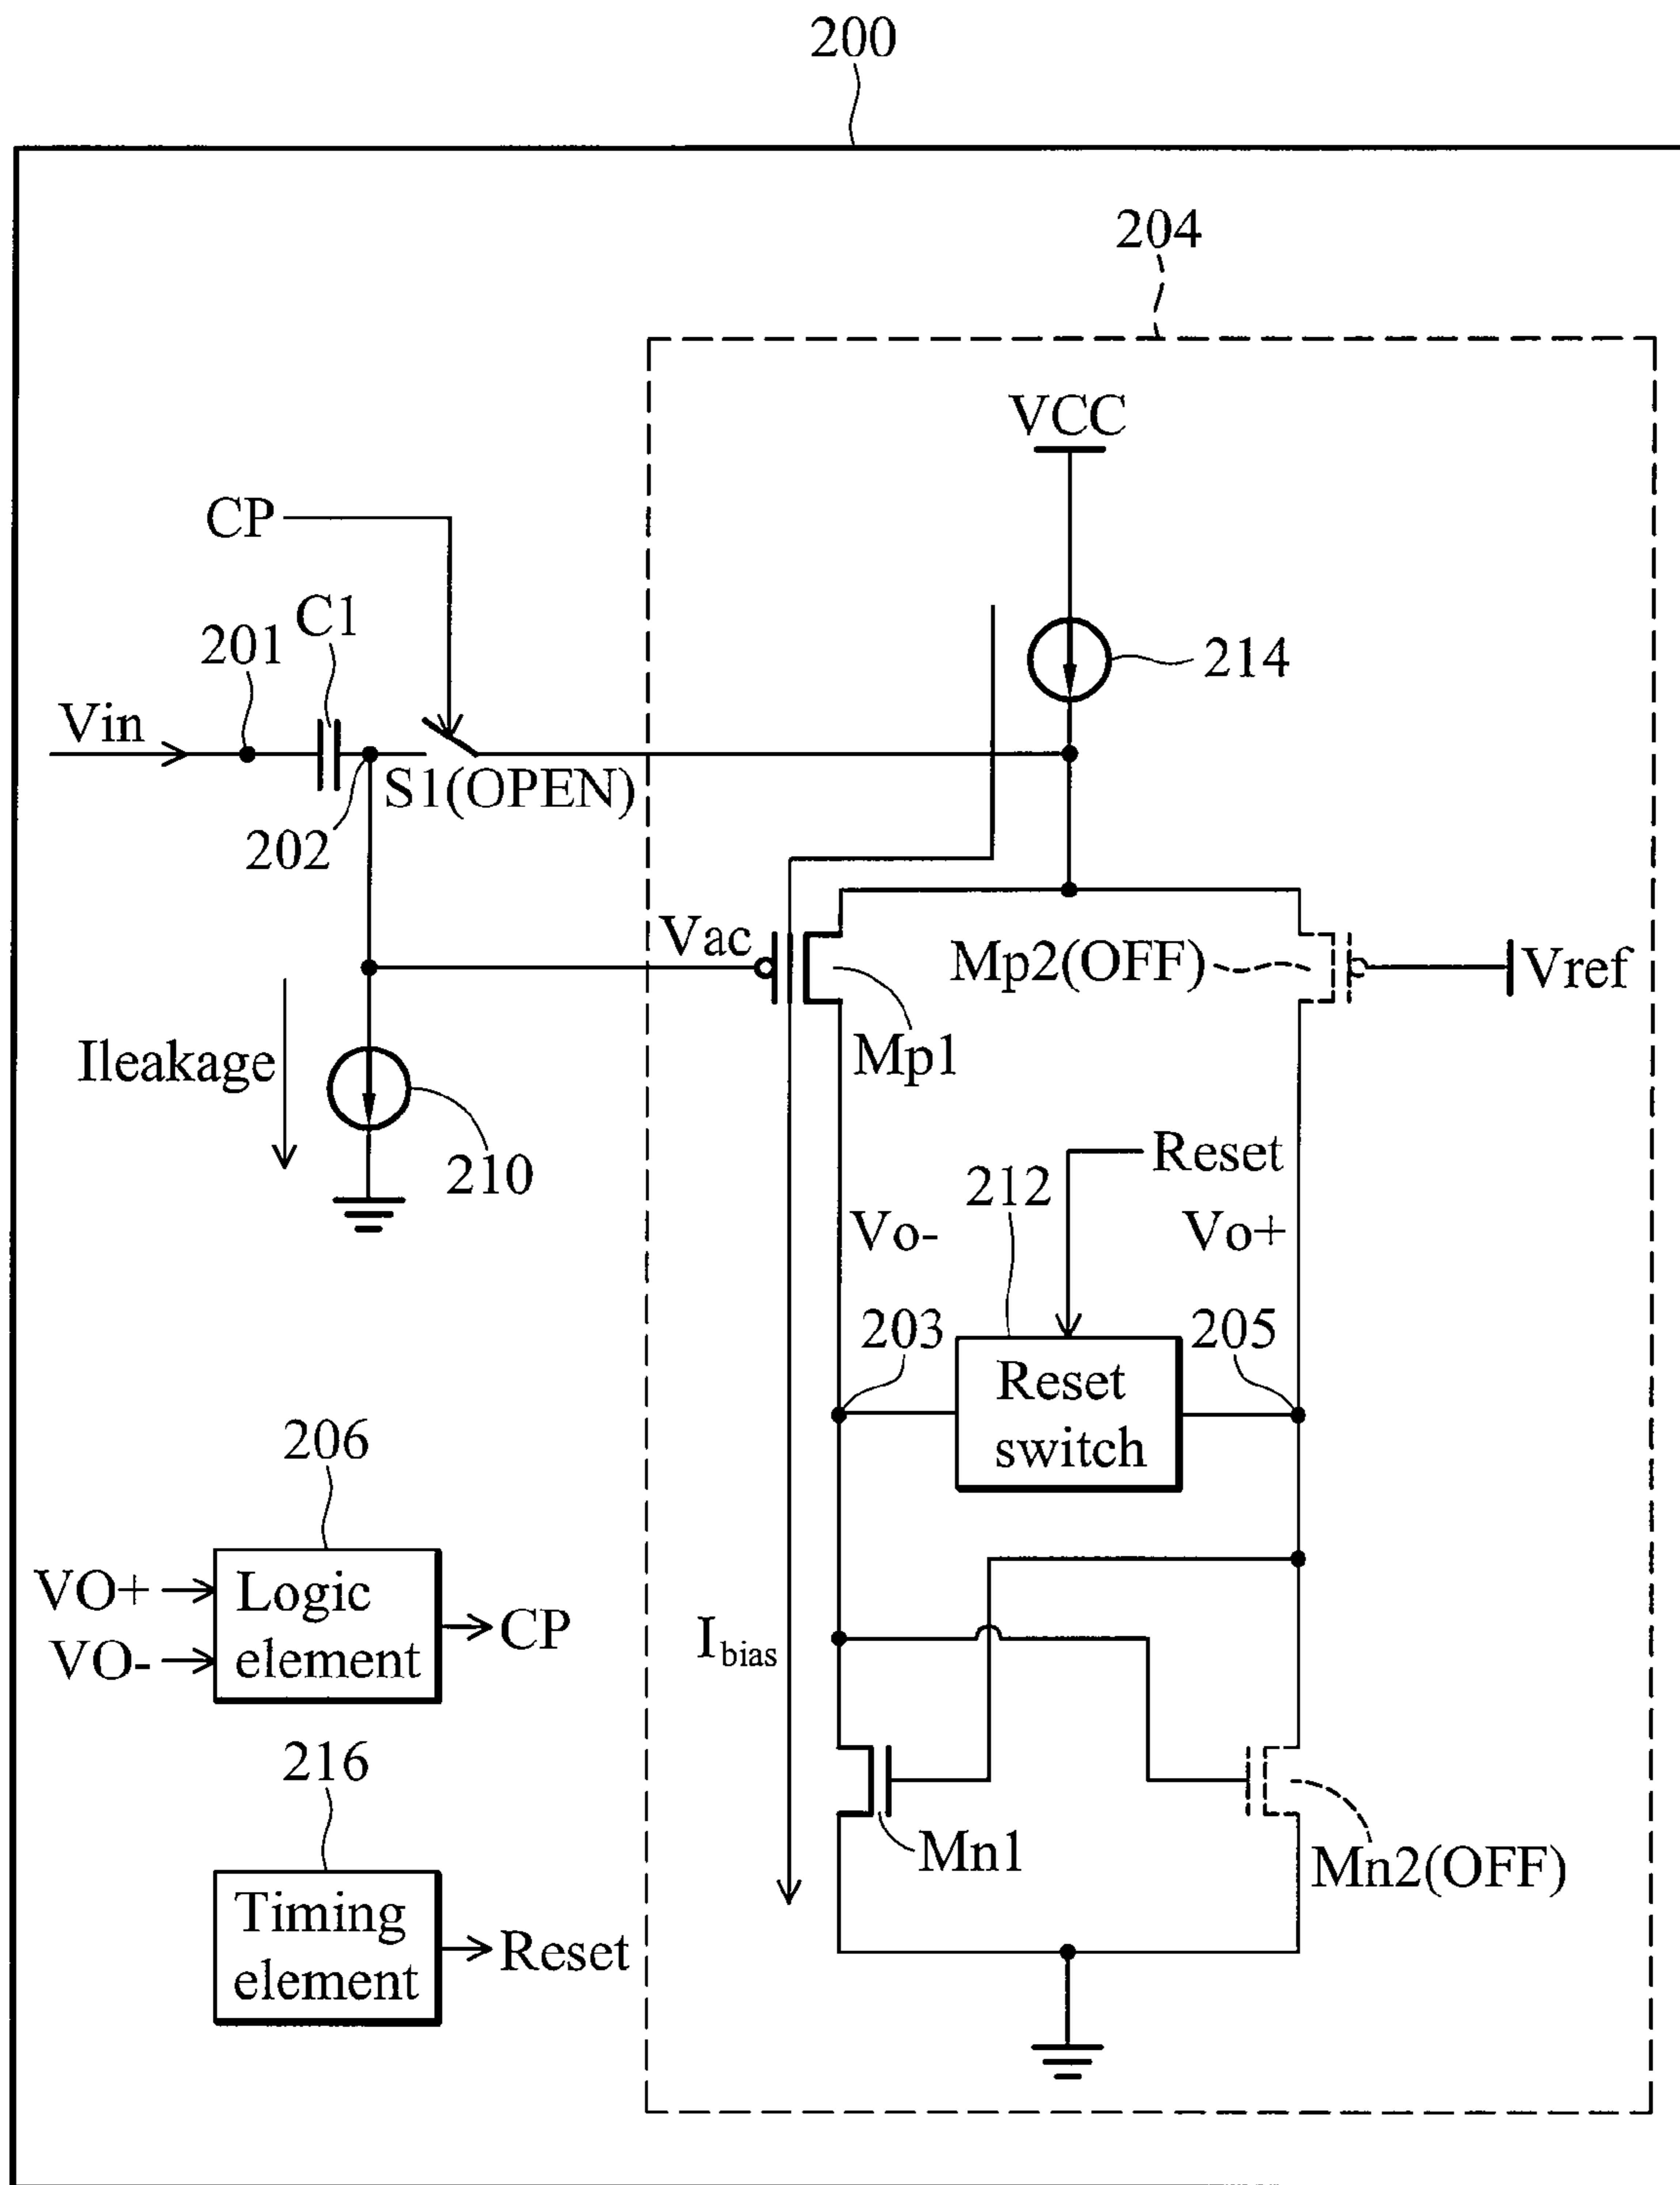 200
204
VCC
CP
C1
201
214
Vin
S1(OPEN)
202
Vac
Mp2(OFF)
Vref
Mp1
Ileakage
210
Reset
212
Vo-
Vo+
203
205
Reset
switch
206
VO+
VO-
Logic
element
CP
Ibias
216
Mn1
Mn2(OFF)
Timing
element
Reset